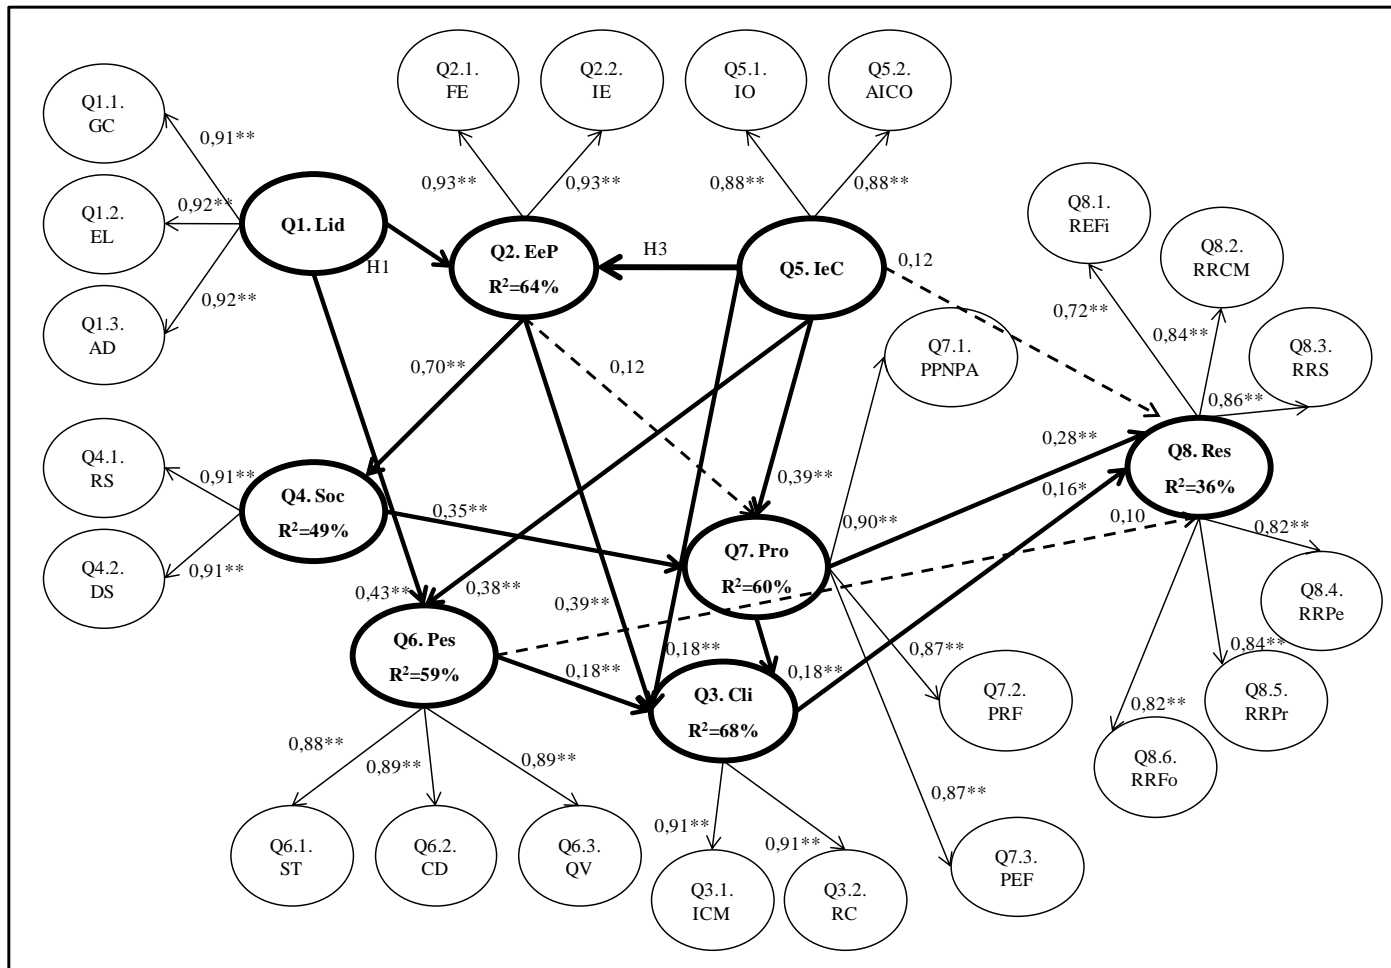 Q2.1.
FE
Q2.2.
IE
Q5.1.
IO
Q5.2.
AICO
Q1.1.
GC
0,91**
0,93**
0,93**
0,88**
0,88**
Q1.2.
EL
0,92**
Q1. Lid
Q8.1.
REFi
Q2. EeP
R²=64%
H3
Q5. IeC
0,12
Q8.2.
RRCM
H1
Q1.3.
AD
0,92**
0,72**
0,84**
Q7.1.
PPNPA
Q8.3.
RRS
0,70**
0,12
0,86**
Q4.1.
RS
0,91**
Q4. Soc
R²=49%
0,35**
0,39**
0,28**
Q8. Res
R²=36%
0,16*
0,90**
0,10
0,82**
Q4.2.
DS
0,91**
Q7. Pro
R²=60%
0,43**
0,38**
0,39**
Q8.4.
RRPe
Q6. Pes
R²=59%
0,18**
0,18**
0,18**
0,87**
0,84**
Q3. Cli
R²=68%
Q7.2.
PRF
Q8.5.
RRPr
0,82**
0,88**
0,89**
0,89**
Q8.6.
RRFo
0,87**
0,91**
0,91**
Q6.1.
ST
Q6.2.
CD
Q6.3.
QV
Q3.1.
ICM
Q3.2.
RC
Q7.3.
PEF